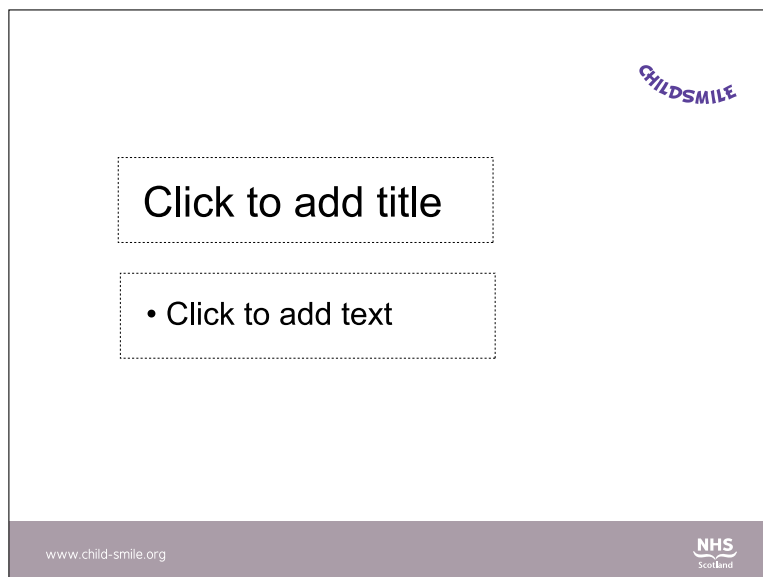 CHILDSMILE
Click to add title
• Click to add text
www.child-smile.org
NHS
Scotland